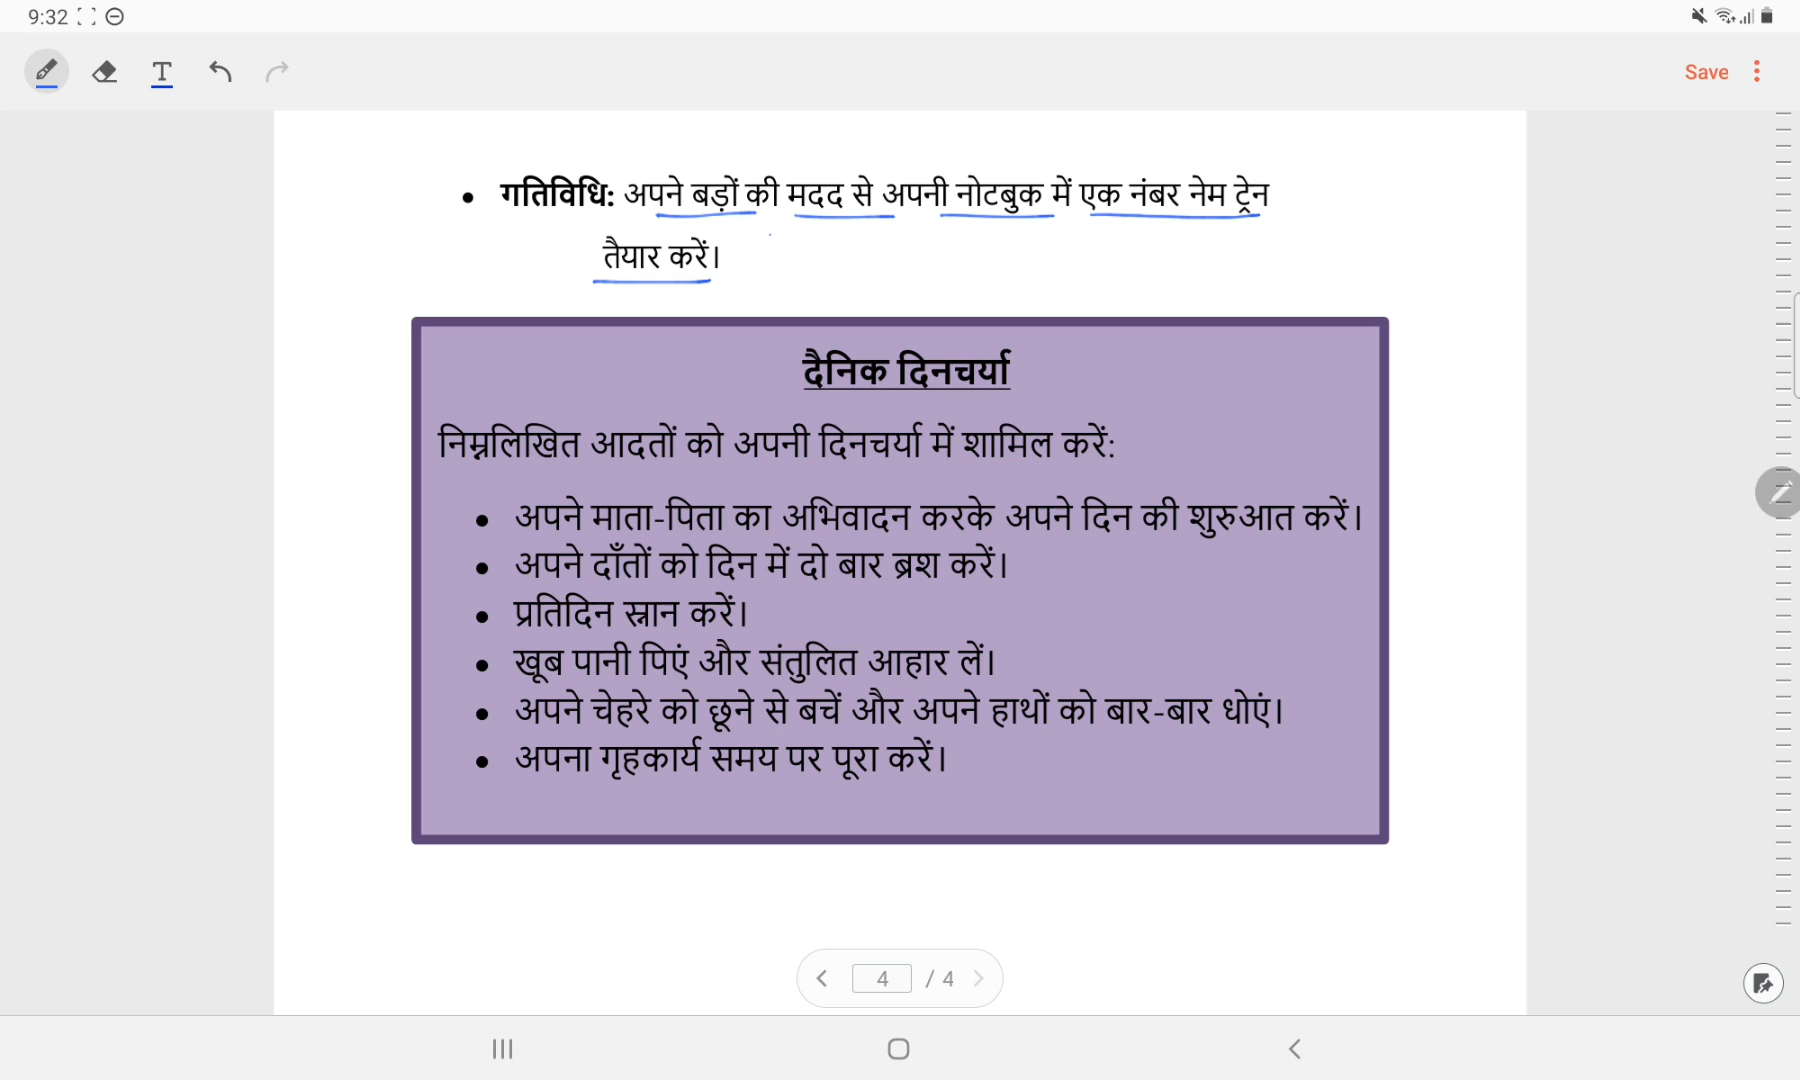 9:32
Save
• गतिविधि: अपने बड़ों की मदद से अपनी नोटबुक में एक नंबर नेम ट्रेन
तैयार करें।
दैनिक दिनचर्या
निम्नलिखित आदतों को अपनी दिनचर्या में शामिल करें:
• अपने माता-पिता का अभिवादन करके अपने दिन की शुरुआत करें।
• अपने दाँतों को दिन में दो बार ब्रश करें।
• प्रतिदिन स्नान करें।
• खूब पानी पिएं और संतुलित आहार लें।
• अपने चेहरे को छूने से बचें और अपने हाथों को बार-बार धोएं।
• अपना गृहकार्य समय पर पूरा करें।
4 / 4